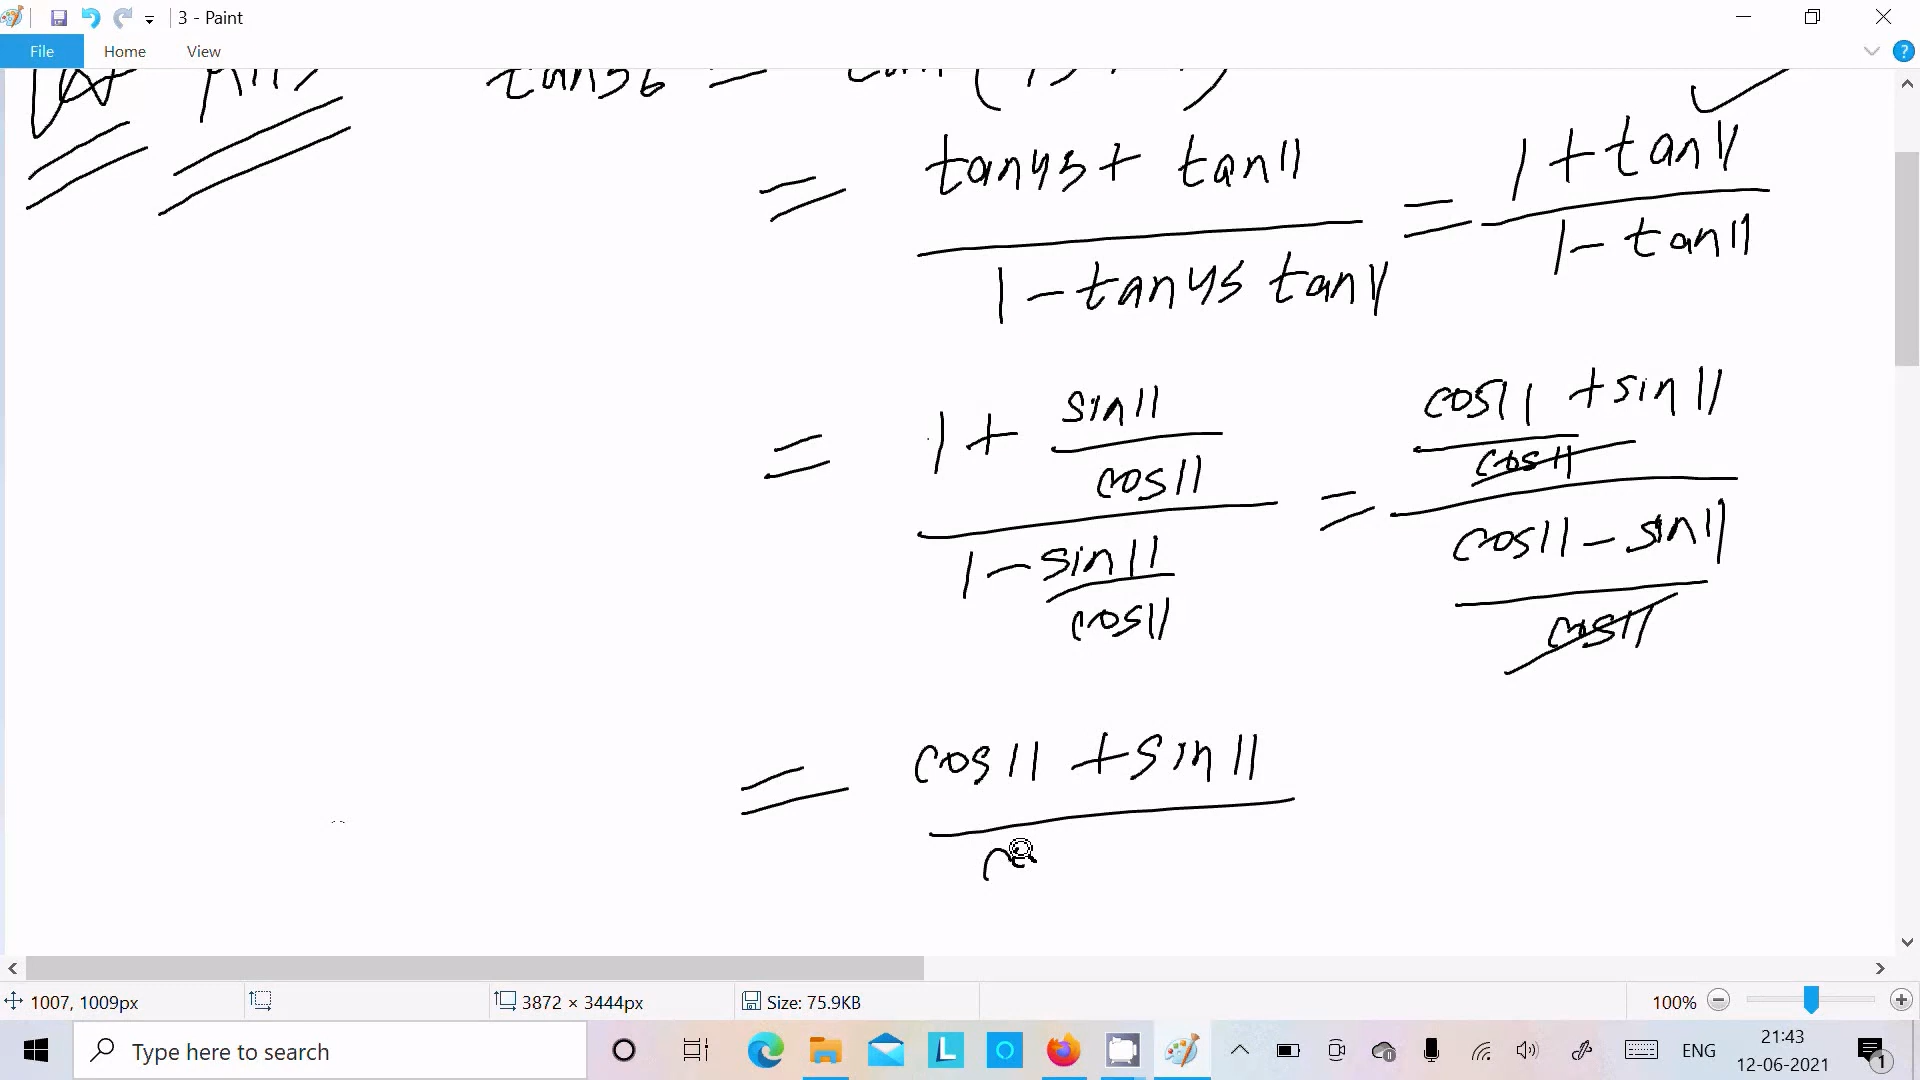 3 - Paint
File Home View
tan56 =
= tan45 + tan11 = 1 + tan11
1 - tan45 tan11 1 - tan11
= 1 + sin11 = cos11 + sin11
cos11 cos11
1 - sin11 cos11 - sin11
cos11 cos11
= cos11 + sin11
1007, 1009px 3872 × 3444px Size: 75.9KB 100%
Type here to search
L
ENG 21:43
12-06-2021 1